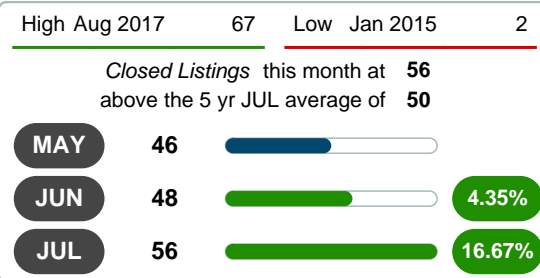 High Aug 2017 67 Low Jan 2015 2
Closed Listings this month at 56
above the 5 yr JUL average of 50
MAY 46
JUN 48 4.35%
JUL 56 16.67%